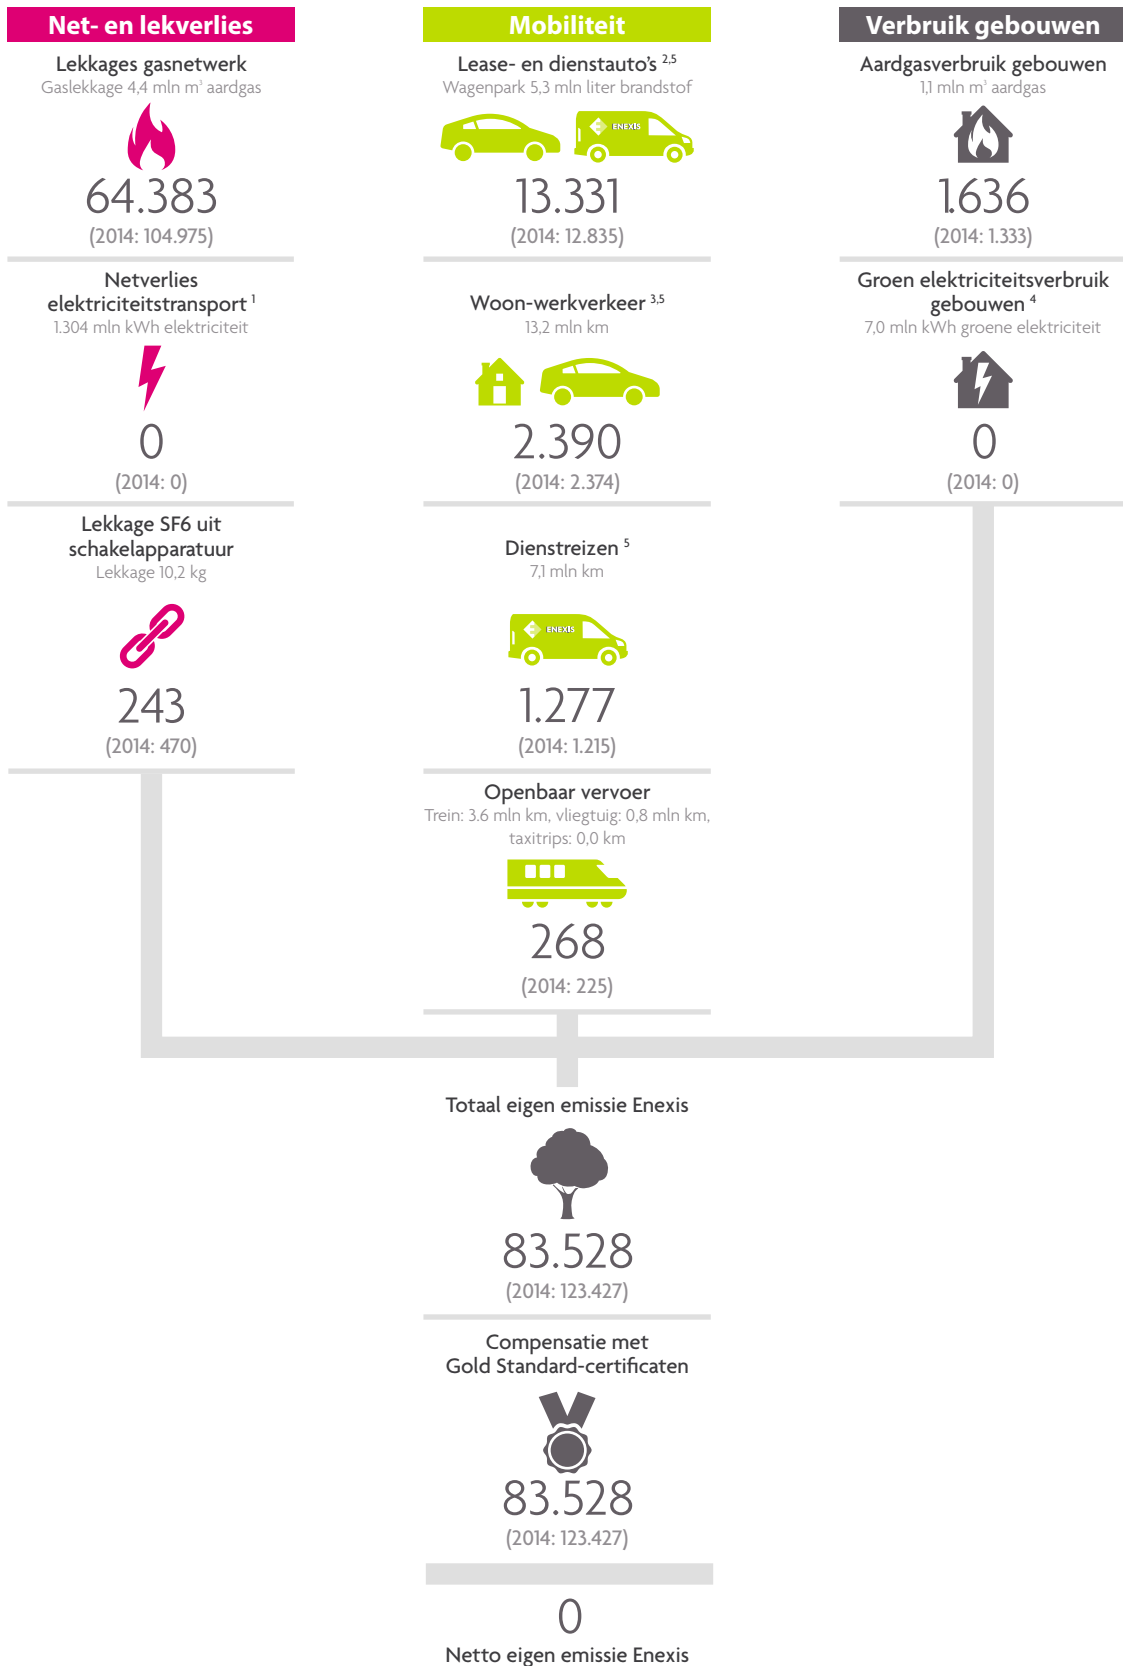 Net- en lekverlies
Lekkages gasnetwerk
Gaslekkage 4,4 mln m³ aardgas
64.383
(2014: 104.975)
Netverlies
elektriciteitstransport ¹
1.304 mln kWh elektriciteit
0
(2014: 0)
Lekkage SF6 uit
schakelapparatuur
Lekkage 10,2 kg
243
(2014: 470)
Mobiliteit
Lease- en dienstauto's ²,⁵
Wagenpark 5,3 mln liter brandstof
ENEXIS
13.331
(2014: 12.835)
Woon-werkverkeer ³,⁵
13,2 mln km
2.390
(2014: 2.374)
Dienstreizen ⁵
7,1 mln km
ENEXIS
1.277
(2014: 1.215)
Openbaar vervoer
Trein: 3.6 mln km, vliegtuig: 0,8 mln km,
taxitrips: 0,0 km
268
(2014: 225)
Verbruik gebouwen
Aardgasverbruik gebouwen
1,1 mln m³ aardgas
1.636
(2014: 1.333)
Groen elektriciteitsverbruik
gebouwen ⁴
7,0 mln kWh groene elektriciteit
0
(2014: 0)
Totaal eigen emissie Enexis
83.528
(2014: 123.427)
Compensatie met
Gold Standard-certificaten
83.528
(2014: 123.427)
0
Netto eigen emissie Enexis